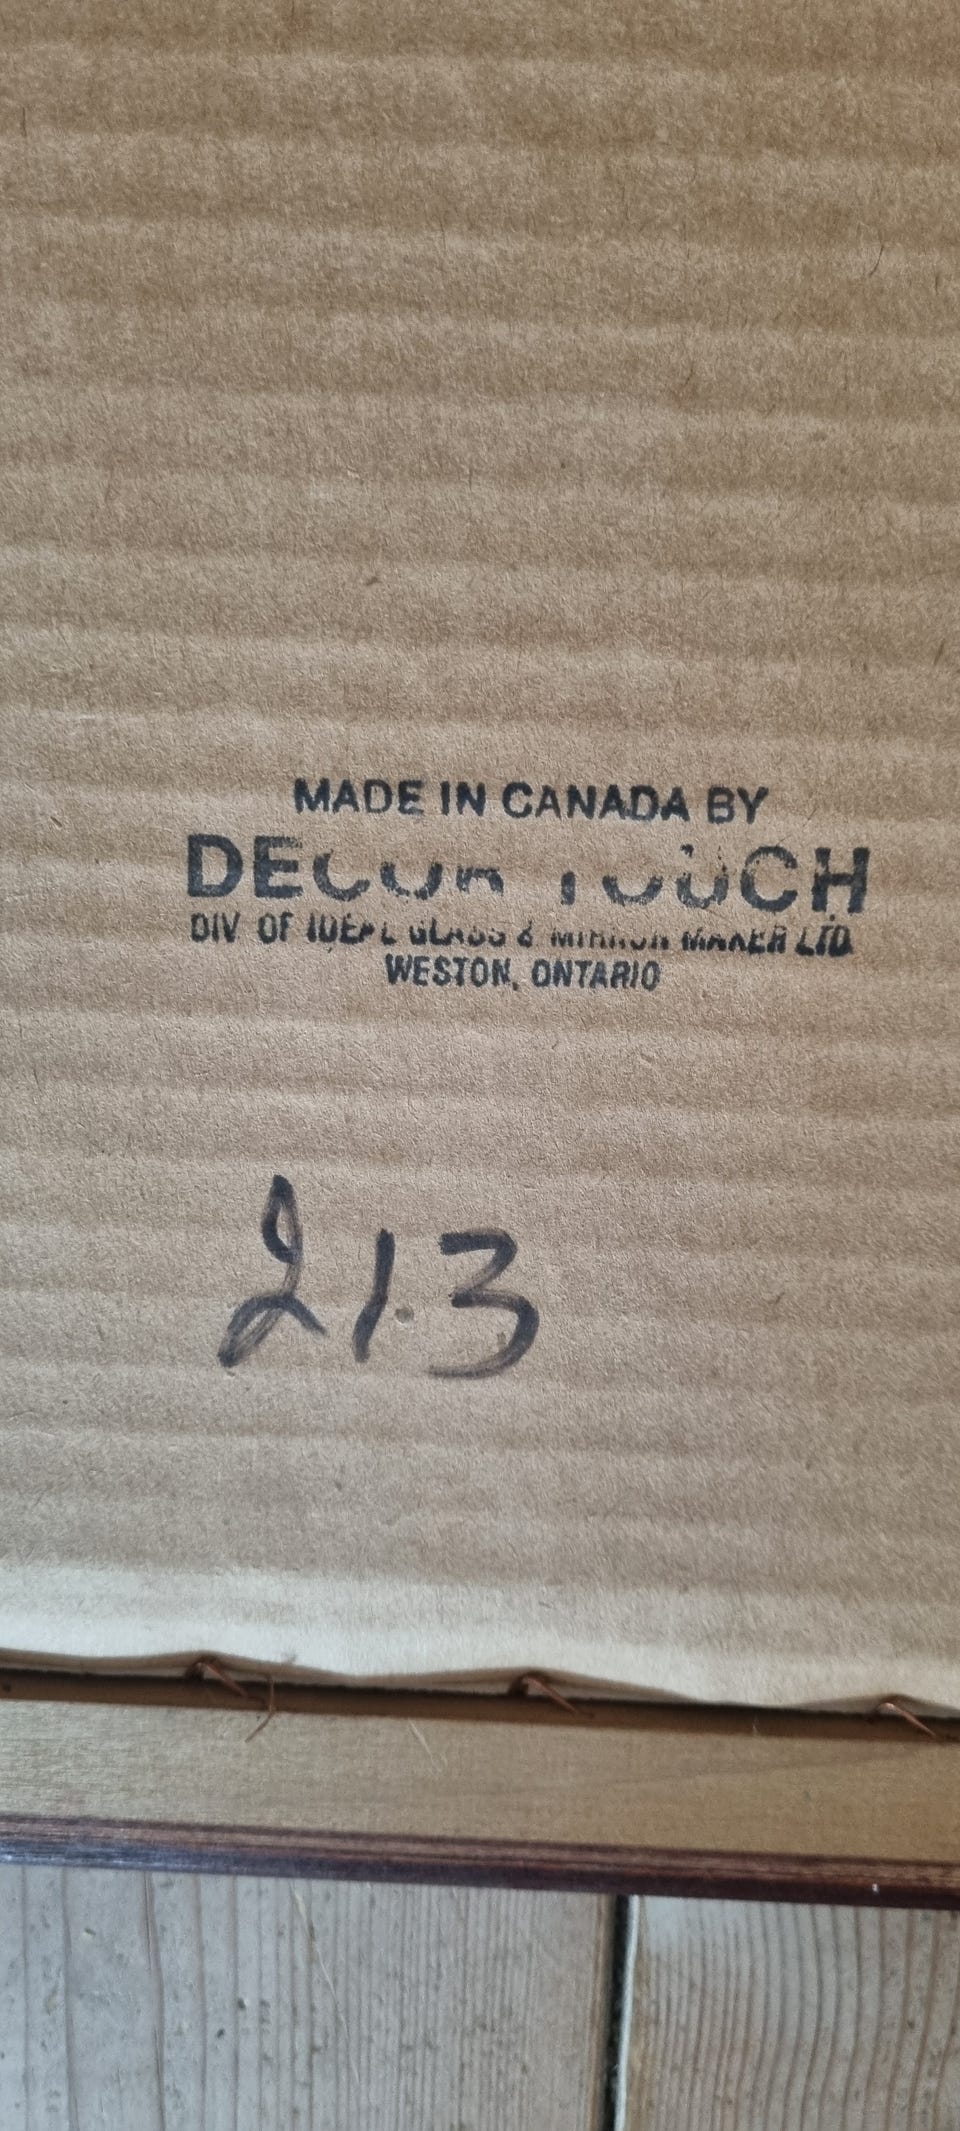 MADE IN CANADA BY
DECOR TOUCH
DIV OF IDEAL GLASS & MIRROR MAKER LTD.
WESTON, ONTARIO
213